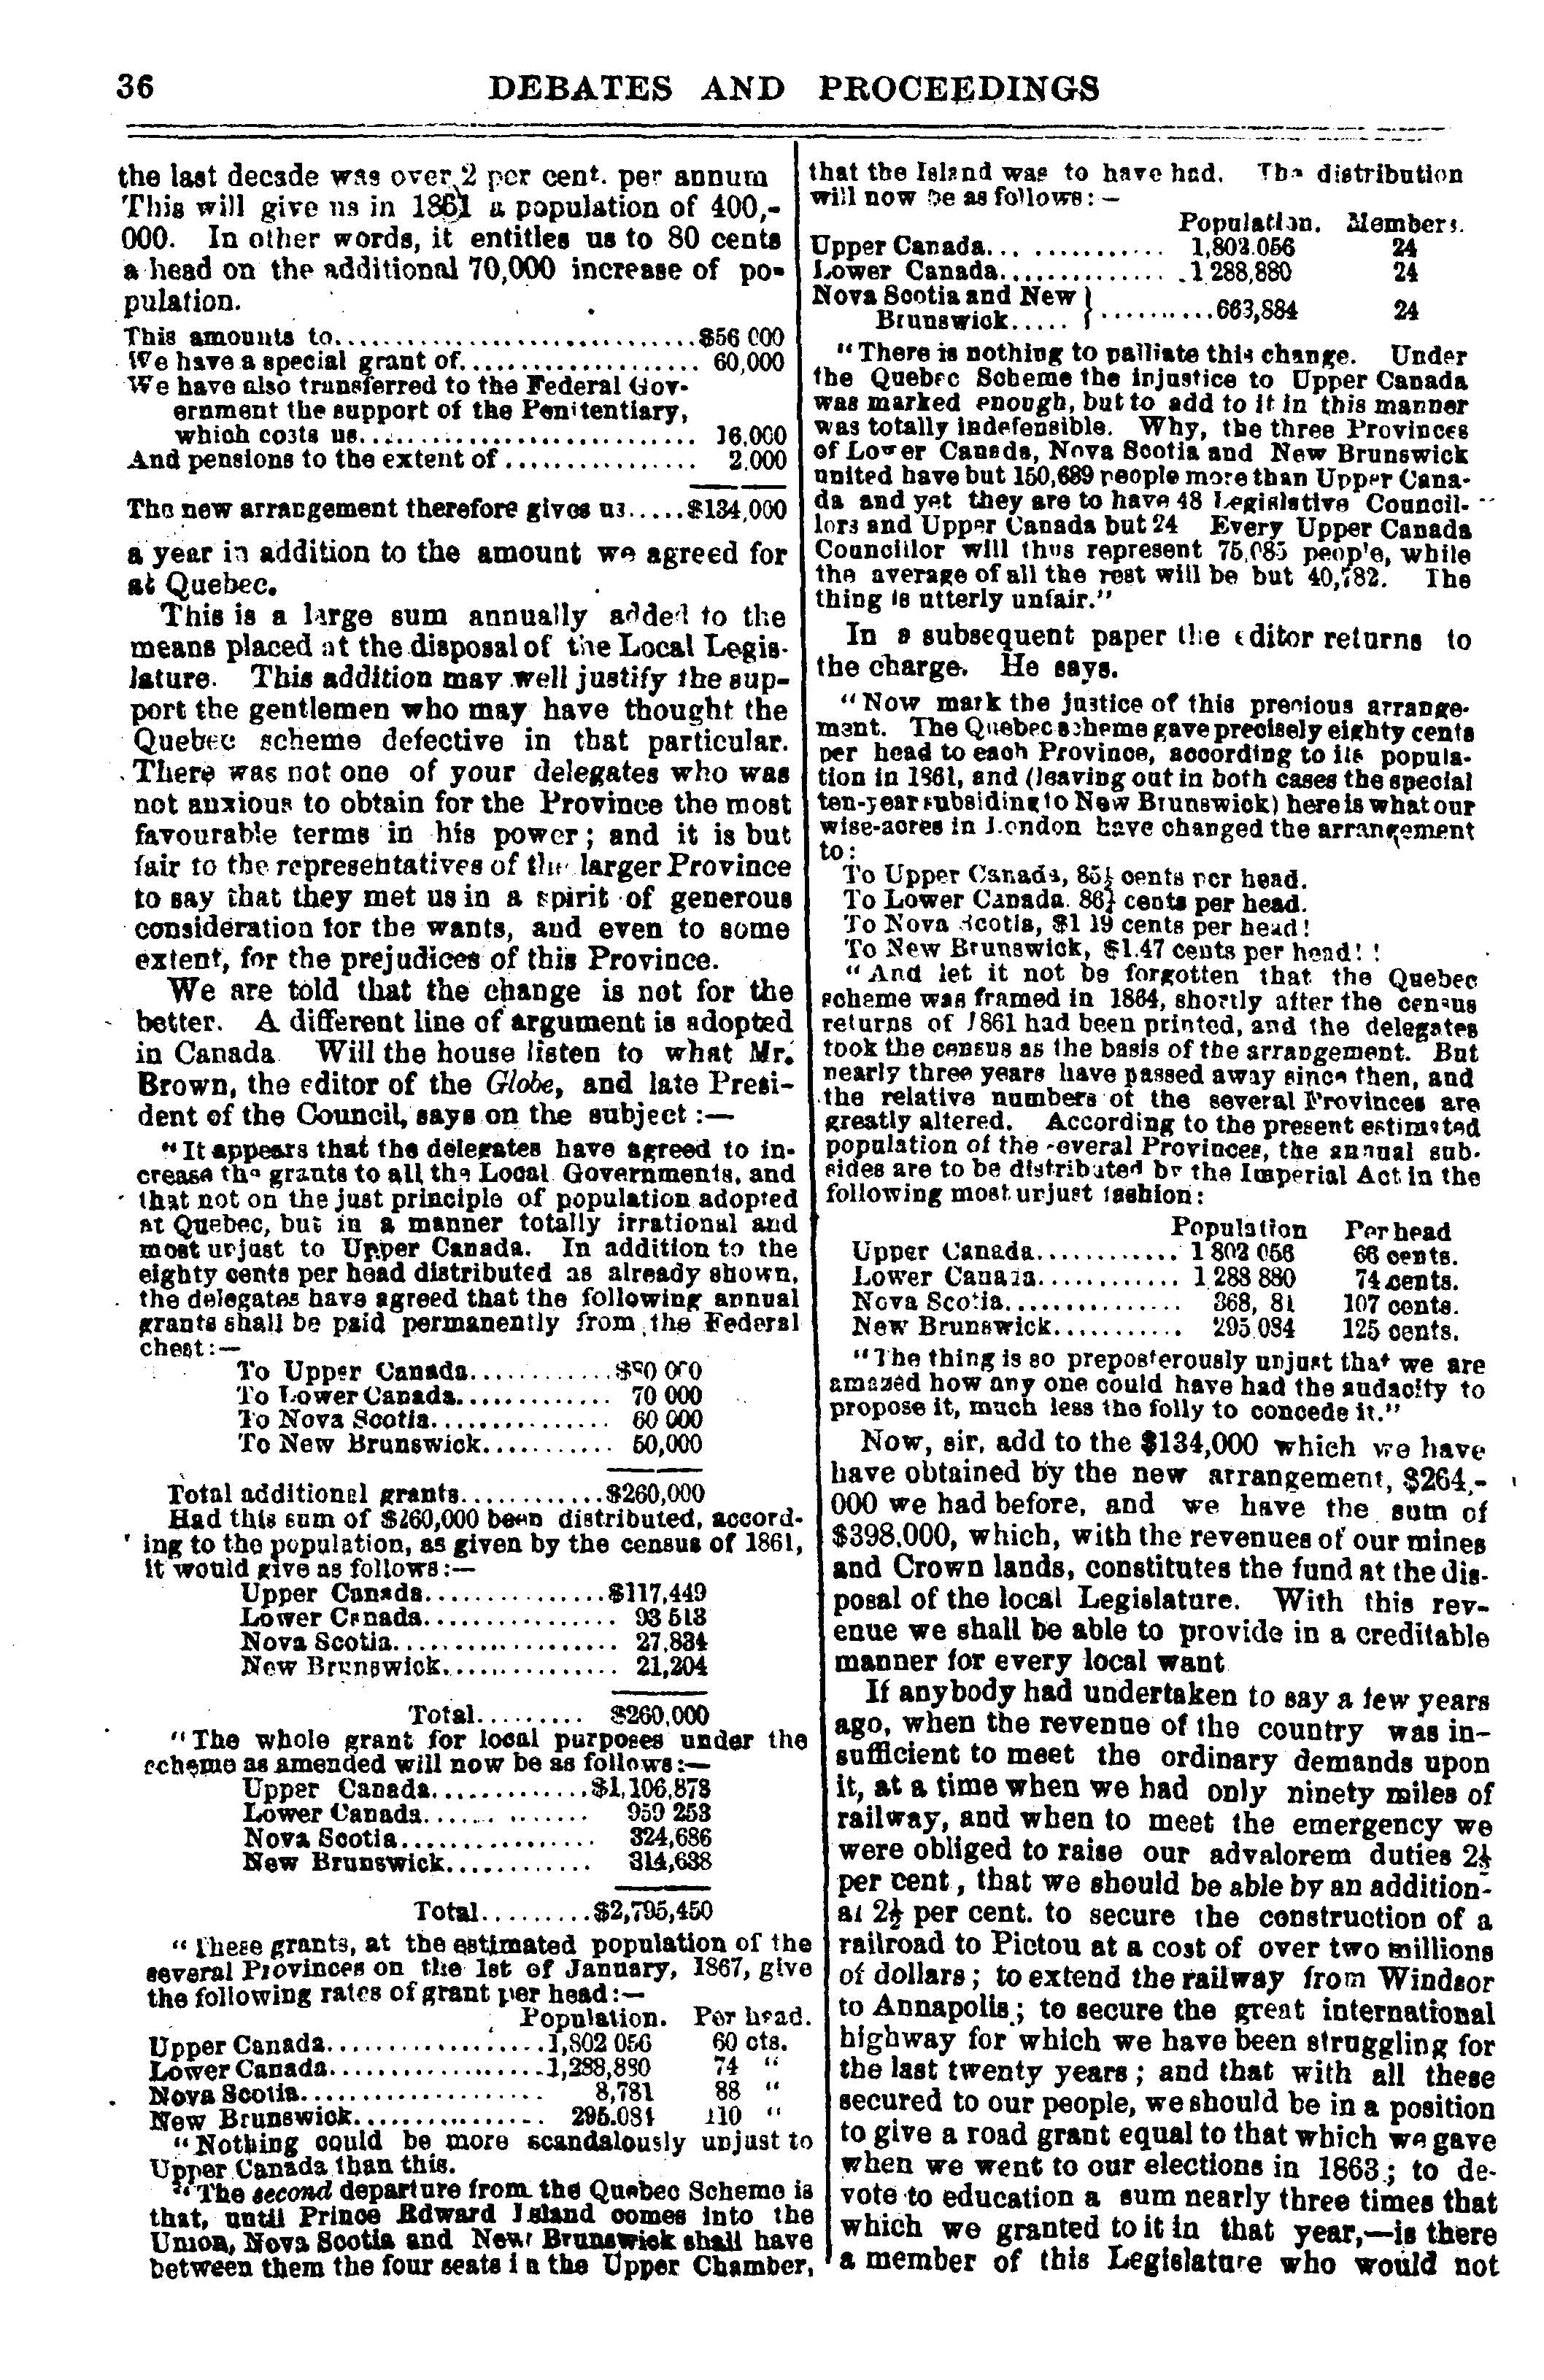 36 DEBATES AND PROCEEDINGS
the last decade was over 2 per cent. per annum
This will give us in 1861 a population of 400,-
000. In other words, it entitles us to 80 cents
a head on the additional 70,000 increase of po-
pulation.
This amounts to..............................$56 000
We have a special grant of.................... 60,000
We have also transferred to the Federal Gov-
ernment the support of the Penitentiary,
which costs us............................ 16,000
And pensions to the extent of ................ 2,000
The new arrangement therefore gives us.....$134,000
a year in addition to the amount we agreed for
at Quebec.
This is a large sum annually added to the
means placed at the disposal of the Local Legis-
lature. This addition may well justify the sup-
port the gentlemen who may have thought the
Quebec scheme defective in that particular.
There was not one of your delegates who was
not anxious to obtain for the Province the most
favourable terms in his power; and it is but
fair to the representatives of the larger Province
to say that they met us in a spirit of generous
consideration for the wants, and even to some
extent, for the prejudices of this Province.
We are told that the change is not for the
better. A different line of argument is adopted
in Canada Will the house listen to what Mr.
Brown, the editor of the Globe, and late Presi-
dent of the Council, says on the subject :—
"It appears that the delegates have agreed to in-
crease the grants to all the Local Governments, and
that not on the just principle of population adopted
at Quebec, but in a manner totally irrational and
most unjust to Upper Canada. In addition to the
eighty cents per head distributed as already shown,
the delegates have agreed that the following annual
grants shall be paid permanently from the Federal
chest:—
To Upper Canada............$80 000
To Lower Canada............. 70 000
To Nova Scotia............... 60 000
To New Brunswick........... 50,000
Total additional grants............$260,000
Had this sum of $260,000 been distributed, accord-
ing to the population, as given by the census of 1861,
it would give as follows:—
Upper Canada...............$117,449
Lower Canada................ 93 513
Nova Scotia................... 27,834
New Brunswick............... 21,204
Total......... $260,000
"The whole grant for local purposes under the
scheme as amended will now be as follows:—
Upper Canada.............$1,106,878
Lower Canada.............. 959 253
Nova Scotia................ 324,686
New Brunswick............ 314,638
Total.........$2,795,450
"These grants, at the estimated population of the
several Provinces on the 1st of January, 1867, give
the following rates of grant per head:—
Population. Per head.
Upper Canada..................1,802 056 60 cts.
Lower Canada..................1,288,880 74 "
Nova Scotia.................... 8,781 88 "
New Brunswick................ 295.084 110 "
"Nothing could be more scandalously unjust to
Upper Canada than this.
"The second departure from the Quebec Scheme is
that, until Prince Edward Island comes into the
Union, Nova Scotia and New Brunswick shall have
between them the four seats in the Upper Chamber,
that the Island was to have had. The distribution
will now be as follows: —
Population. Members.
Upper Canada............... 1,802.056 24
Lower Canada.............. 1 288,880 24
Nova Scotia and New
Brunswick..... } ..........663,884 24
"There is nothing to palliate this change. Under
the Quebec Scheme the injustice to Upper Canada
was marked enough, but to add to it in this manner
was totally indefensible. Why, the three Provinces
of Lower Canada, Nova Scotia and New Brunswick
united have but 150,689 people more than Upper Cana-
da and yet they are to have 48 Legislative Council-
lors and Upper Canada but 24 Every Upper Canada
Councillor will thus represent 75,085 people, while
the average of all the rest will be but 40,782. The
thing is utterly unfair."
In a subsequent paper the editor returns to
the charge. He says.
"Now mark the justice of this precious arrange-
ment. The Quebec scheme gave precisely eighty cents
per head to each Province, according to its popula-
tion in 1861, and (leaving out in both cases the special
ten-year subsiding to New Brunswick) here is what our
wise-acres in London have changed the arrangement
to:
To Upper Canada, 85½ cents per head.
To Lower Canada. 86½ cents per head.
To Nova Scotia, $1 19 cents per head!
To New Brunswick, $1.47 cents per head! !
"And let it not be forgotten that the Quebec
scheme was framed in 1864, shortly after the census
returns of 1861 had been printed, and the delegates
took the census as the basis of the arrangement. But
nearly three years have passed away since then, and
the relative numbers of the several Provinces are
greatly altered. According to the present estimated
population of the several Provinces, the annual sub-
sides are to be distributed by the Imperial Act in the
following most unjust fashion:
Population Per head
Upper Canada............ 1 802 056 66 cents.
Lower Canada............ 1 288 880 74 cents.
Nova Scotia............... 368, 81 107 cents.
New Brunswick........... 295 084 125 cents.
"The thing is so preposterously unjust that we are
amazed how any one could have had the audacity to
propose it, much less the folly to concede it."
Now, sir, add to the $134,000 which we have
have obtained by the new arrangement, $264,-
000 we had before, and we have the sum of
$398,000, which, with the revenues of our mines
and Crown lands, constitutes the fund at the dis-
posal of the local Legislature. With this rev-
enue we shall be able to provide in a creditable
manner for every local want
If anybody had undertaken to say a few years
ago, when the revenue of the country was in-
sufficient to meet the ordinary demands upon
it, at a time when we had only ninety miles of
railway, and when to meet the emergency we
were obliged to raise our advalorem duties 2½
per cent, that we should be able by an addition-
al 2½ per cent. to secure the construction of a
railroad to Pictou at a cost of over two millions
of dollars; to extend the railway from Windsor
to Annapolis; to secure the great international
highway for which we have been struggling for
the last twenty years; and that with all these
secured to our people, we should be in a position
to give a road grant equal to that which we gave
when we went to our elections in 1863; to de-
vote to education a sum nearly three times that
which we granted to it in that year,—is there
a member of this Legislature who would not